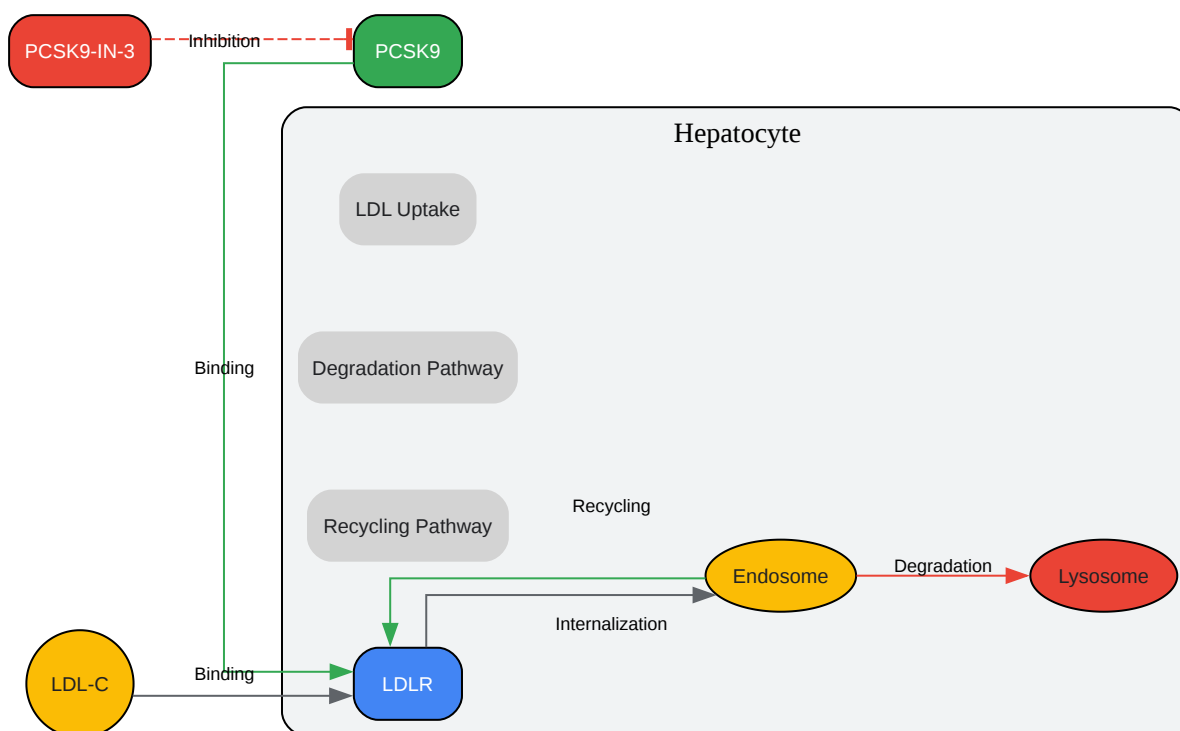 PCSK9-IN-3
Inhibition
PCSK9
Hepatocyte
LDL Uptake
Binding
Degradation Pathway
Recycling Pathway
Recycling
Endosome
Degradation
Lysosome
Internalization
LDL-C
Binding
LDLR